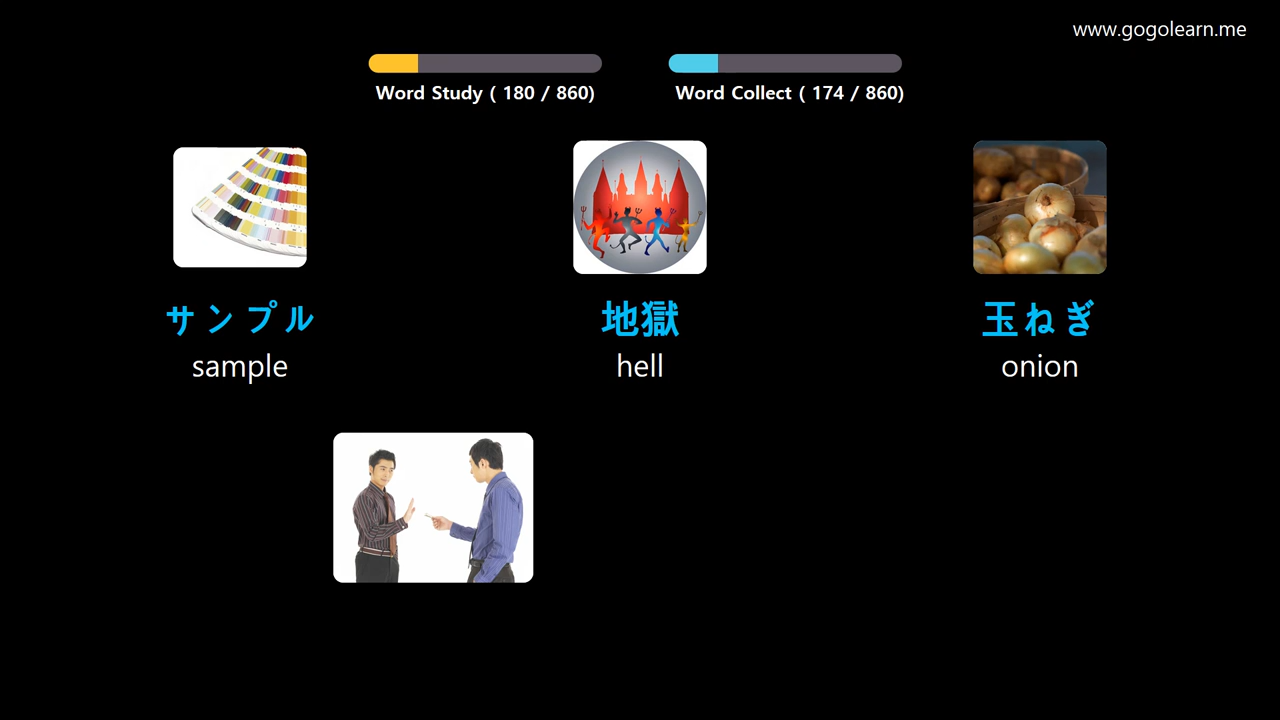 www.gogolearn.me
Word Study ( 180 / 860)
Word Collect ( 174 / 860)
サンプル
地獄
玉ねぎ
sample
hell
onion